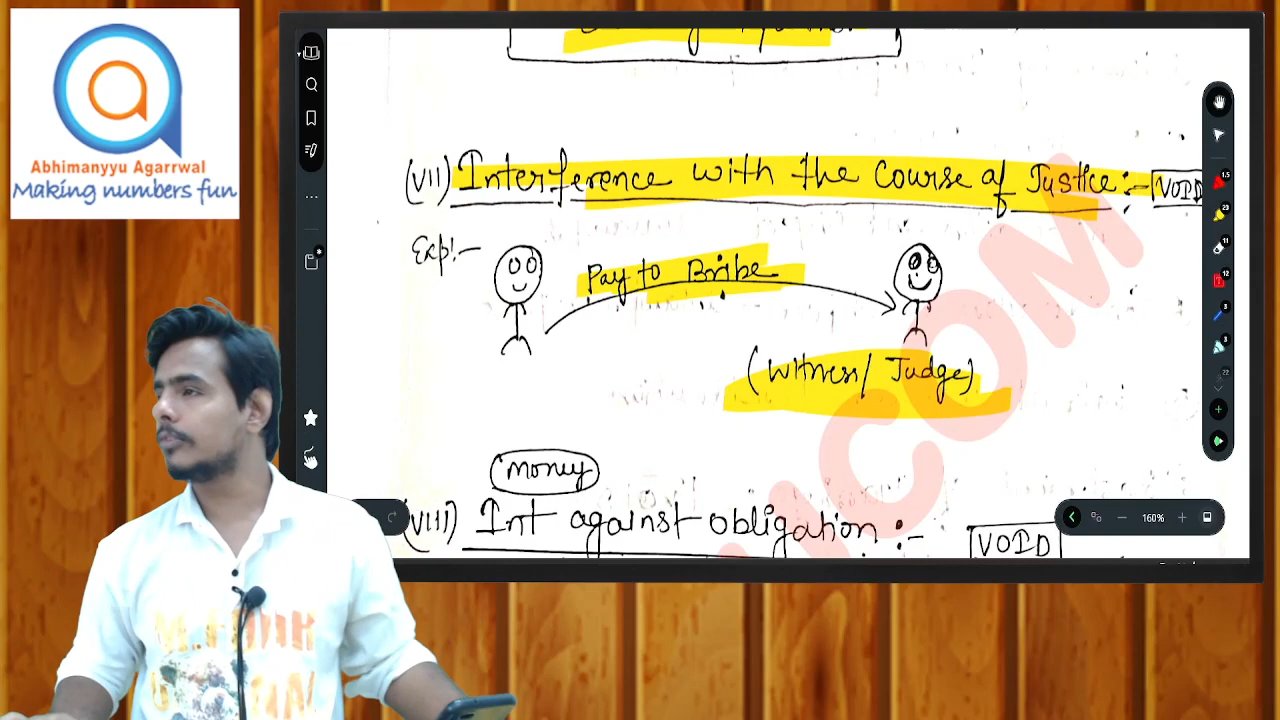 Abhimanyyu Agarrwal
Making numbers fun
(VII) Interference with the Course of Justice :- VOID
Exp:-
Pay to Bribe
(Witness / Judge)
money
(VIII) Int against obligation :- VOID
160%
COM